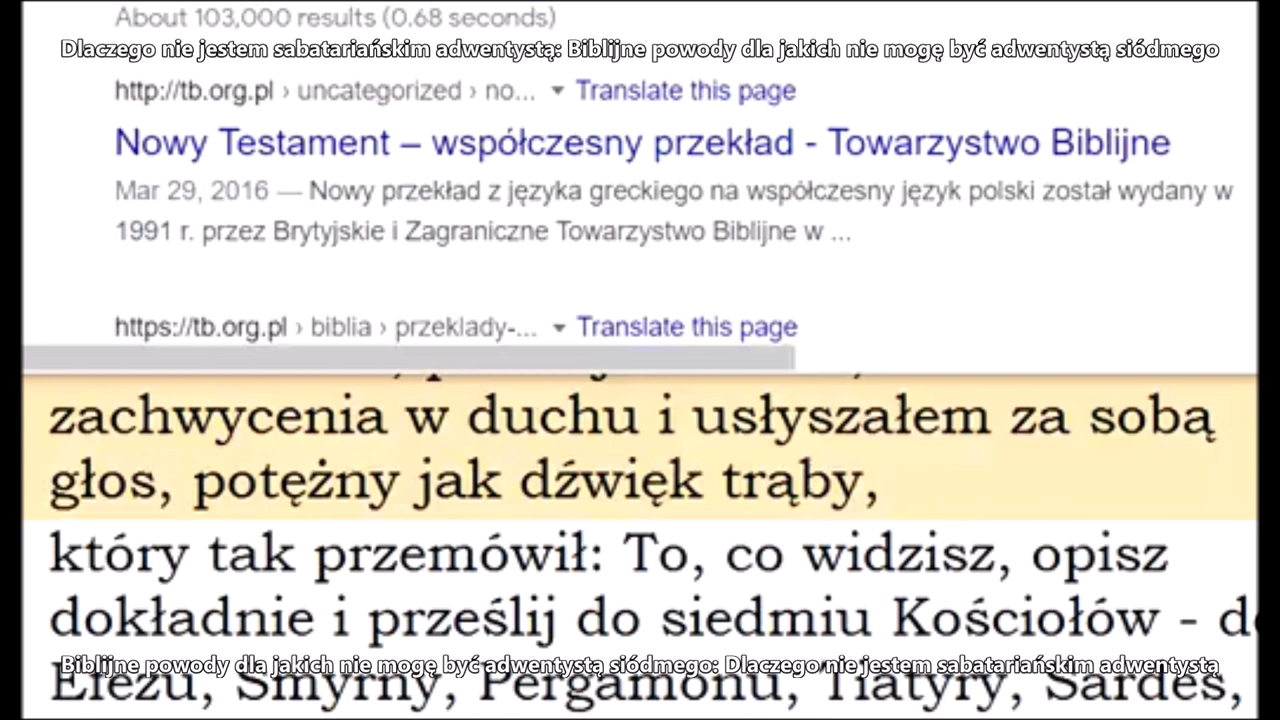 About 103,000 results (0.68 seconds)
Dlaczego nie jestem sabatariańskim adwentystą: Biblijne powody dla jakich nie mogę być adwentystą siódmego
http://tb.org.pl › uncategorized › no... ▼ Translate this page
Nowy Testament – współczesny przekład - Towarzystwo Biblijne
Mar 29, 2016 — Nowy przekład z języka greckiego na współczesny język polski został wydany w
1991 r. przez Brytyjskie i Zagraniczne Towarzystwo Biblijne w ...
https://tb.org.pl › biblia › przeklady-... ▼ Translate this page
zachwycenia w duchu i usłyszałem za sobą
głos, potężny jak dźwięk trąby,
który tak przemówił: To, co widzisz, opisz
dokładnie i prześlij do siedmiu Kościołów - do
Biblijne powody dla jakich nie mogę być adwentystą siódmego: Dlaczego nie jestem sabatariańskim adwentystą
Efezu, Smyrny, Pergamonu, Tiatyry, Sardes,